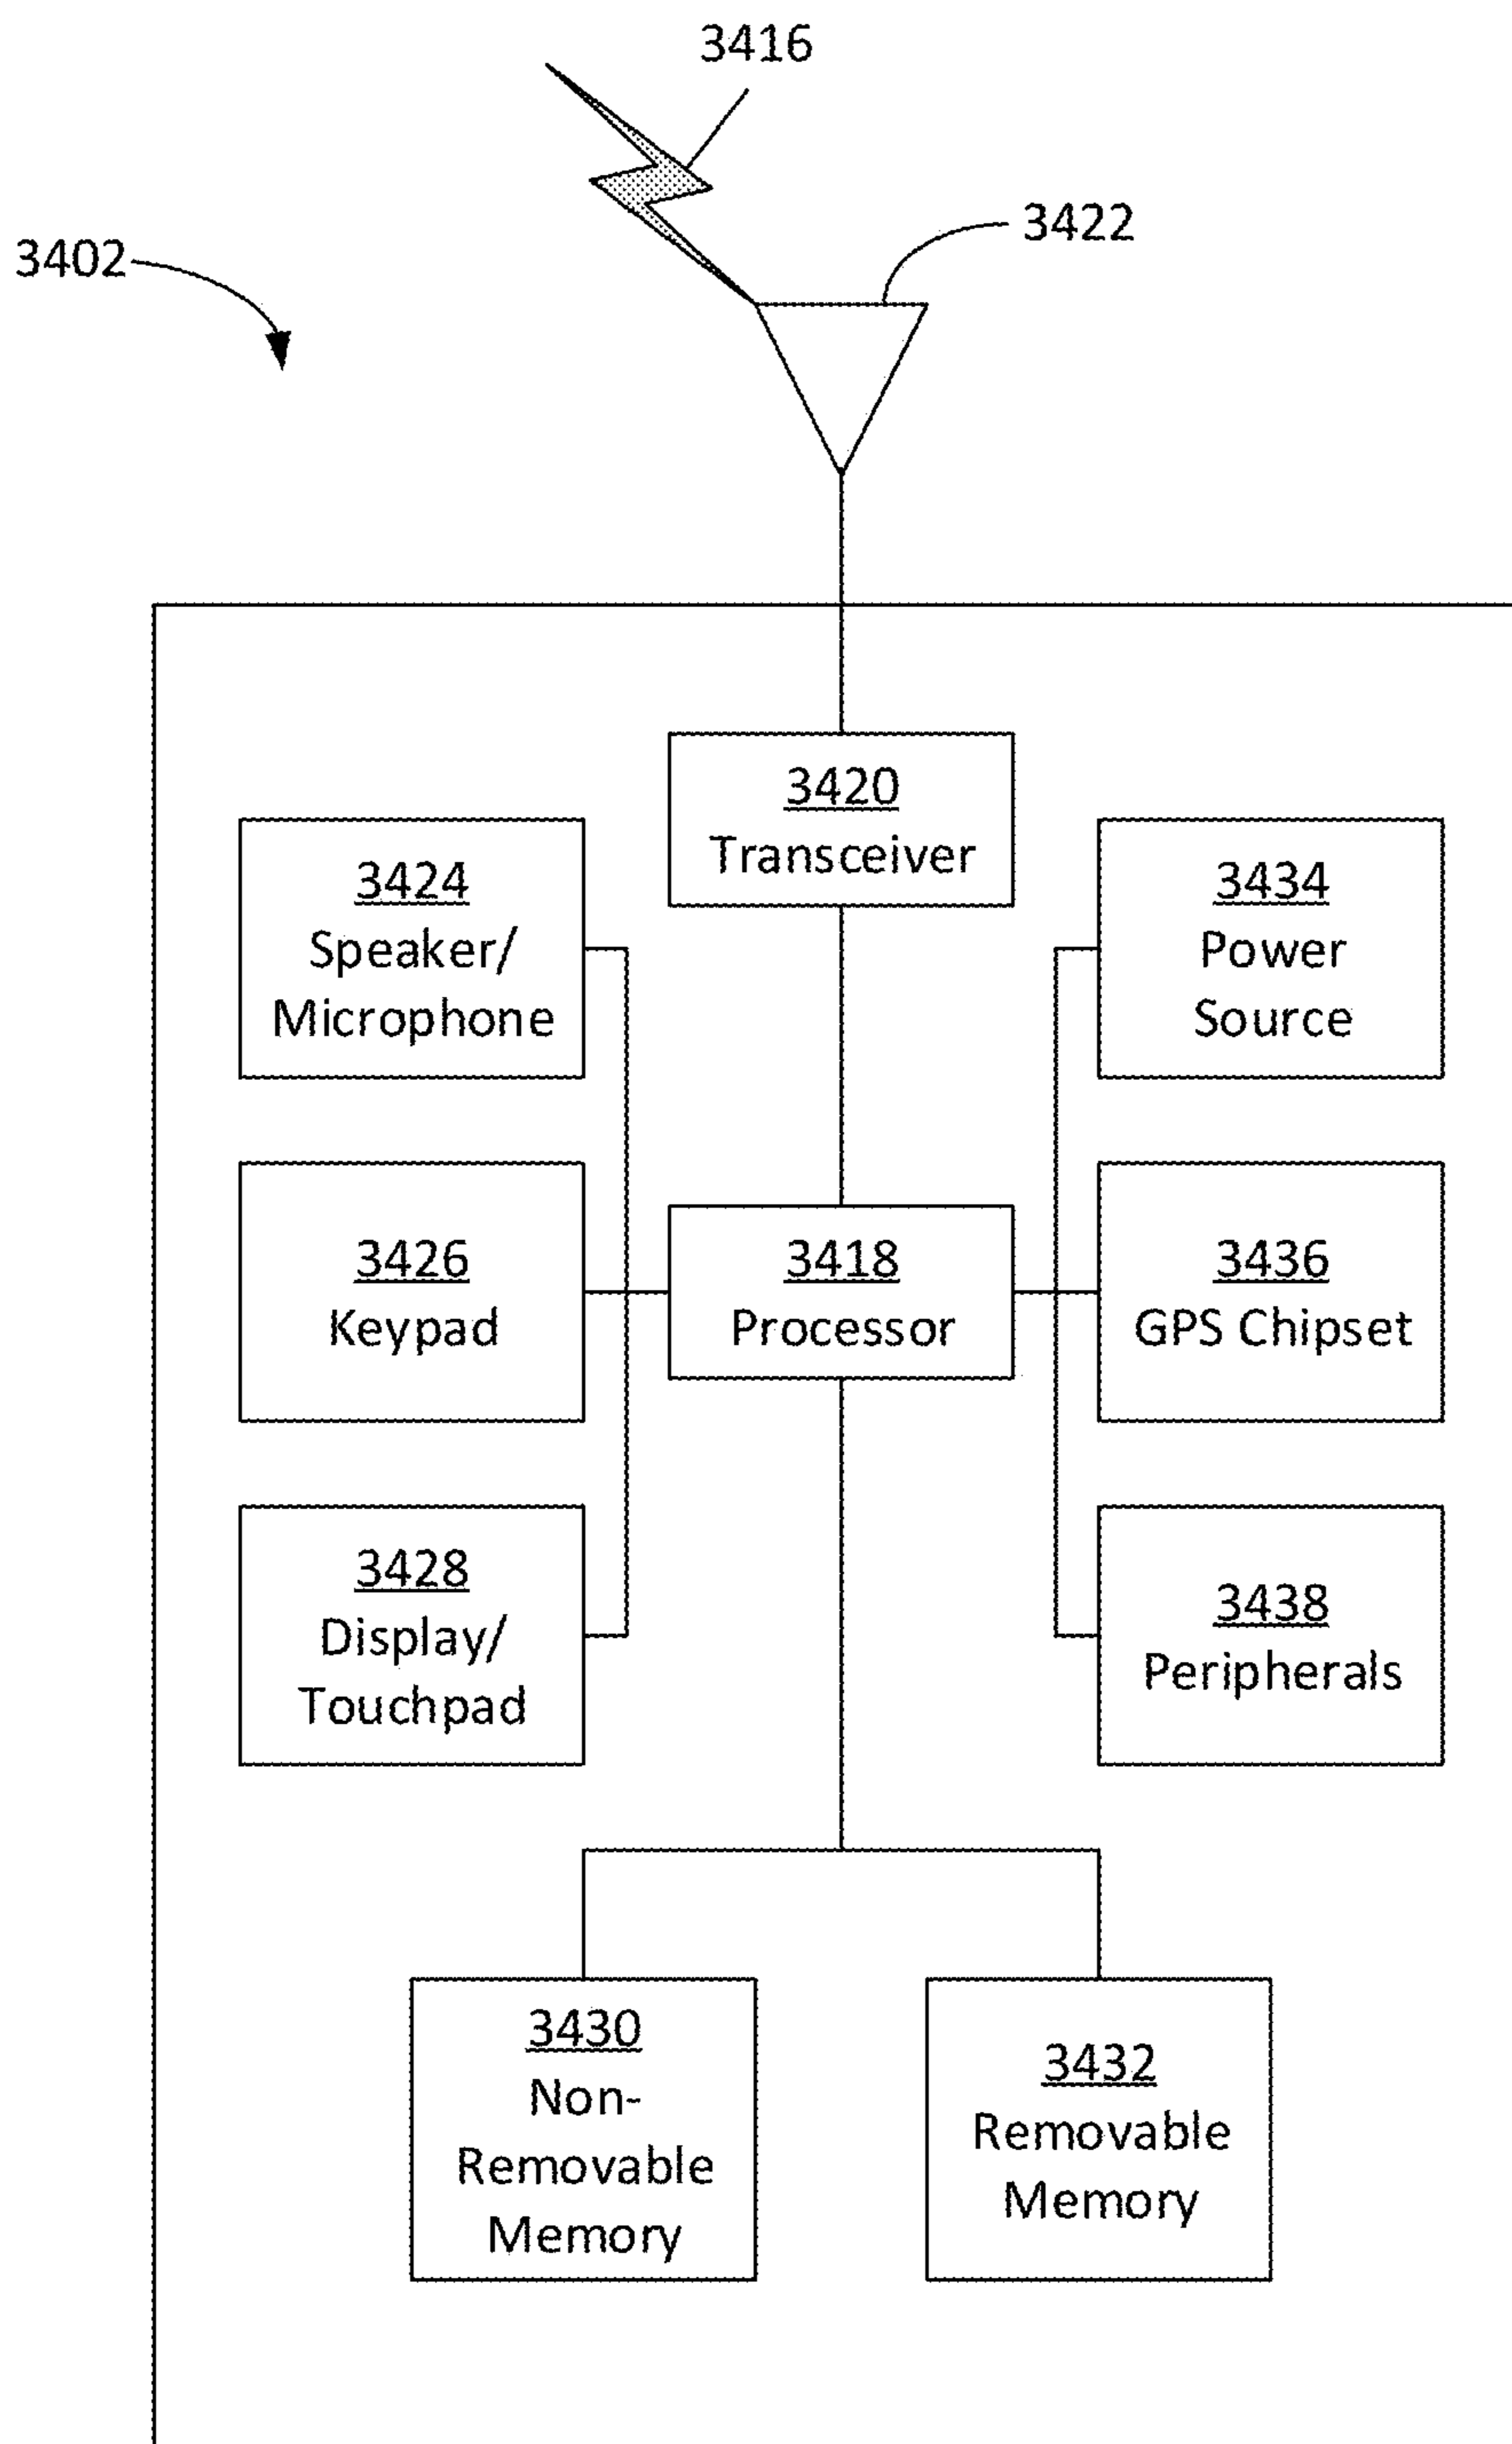 3416
3422
3402
3420
Transceiver
3424
Speaker/
Microphone
3434
Power
Source
3426
Keypad
3418
Processor
3436
GPS Chipset
3428
Display/
Touchpad
3438
Peripherals
3430
Non-
Removable
Memory
3432
Removable
Memory